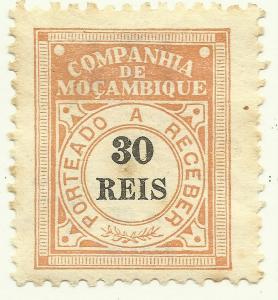 COMPANHIA
DE
MOÇAMBIQUE
PORTEADO A RECEBER
30
REIS